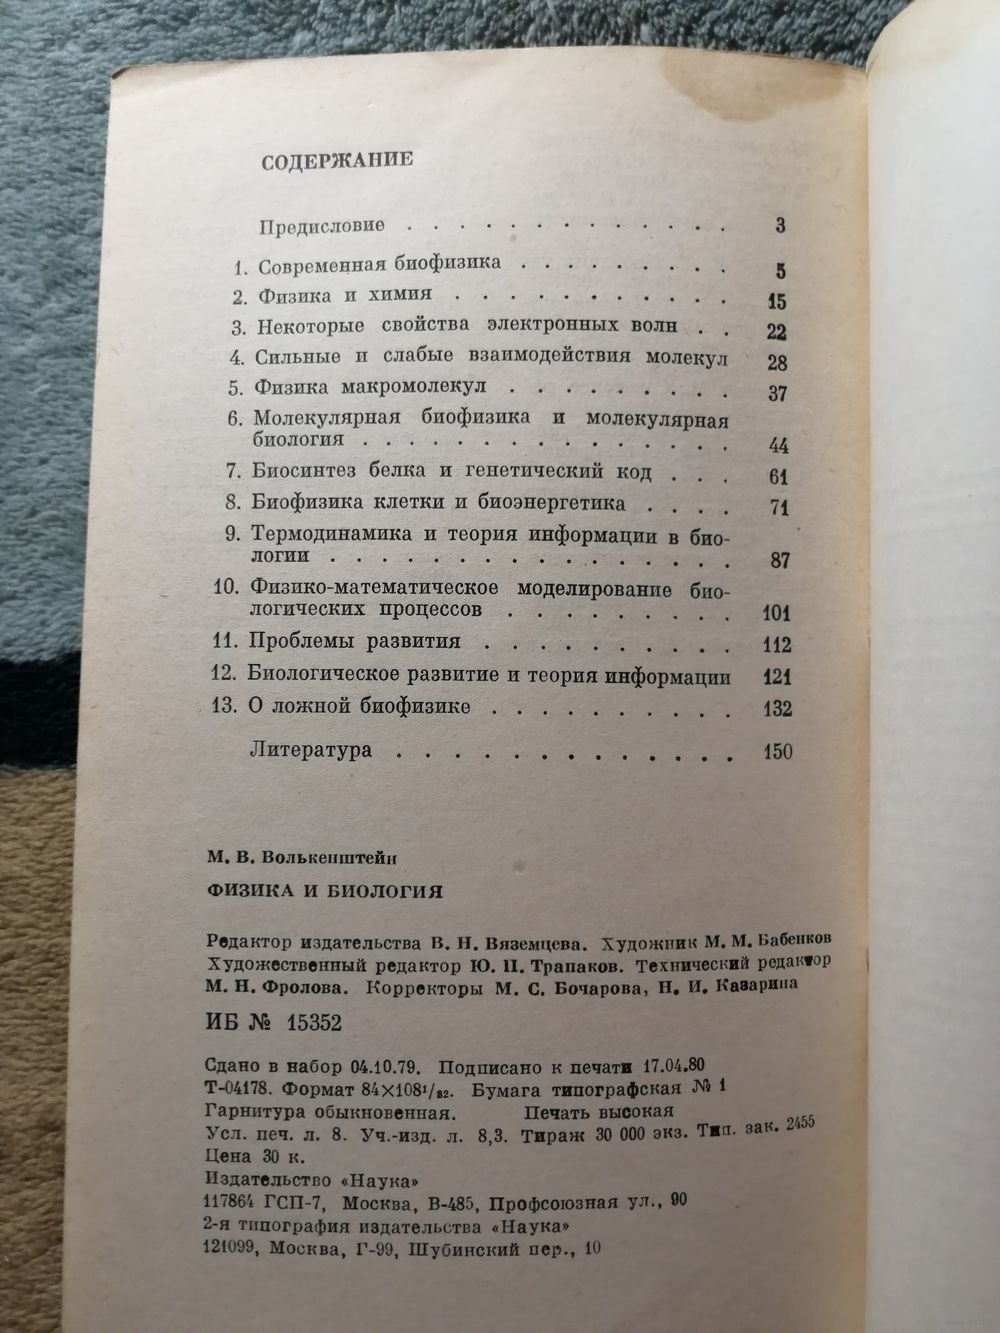 СОДЕРЖАНИЕ
Предисловие . . . . . . . . . . . . . 3
1. Современная биофизика . . . . . . . . . 5
2. Физика и химия . . . . . . . . . . . 15
3. Некоторые свойства электронных волн . . 22
4. Сильные и слабые взаимодействия молекул 28
5. Физика макромолекул . . . . . . . . . 37
6. Молекулярная биофизика и молекулярная
биология . . . . . . . . . . . . . . 44
7. Биосинтез белка и генетический код . . . 61
8. Биофизика клетки и биоэнергетика . . . . 71
9. Термодинамика и теория информации в био-
логии . . . . . . . . . . . . . . . . 87
10. Физико-математическое моделирование био-
логических процессов . . . . . . . . . 101
11. Проблемы развития . . . . . . . . . . 112
12. Биологическое развитие и теория информации 121
13. О ложной биофизике . . . . . . . . . . 132
Литература . . . . . . . . . . . . . 150
М. В. Волькенштейн
ФИЗИКА И БИОЛОГИЯ
Редактор издательства В. Н. Вяземцева. Художник М. М. Бабенков
Художественный редактор Ю. П. Трапаков. Технический редактор
М. Н. Фролова. Корректоры М. С. Бочарова, Н. И. Казарина
ИБ № 15352
Сдано в набор 04.10.79. Подписано к печати 17.04.80
Т-04178. Формат 84×108¹/₃₂. Бумага типографская № 1
Гарнитура обыкновенная. Печать высокая
Усл. печ. л. 8. Уч.-изд. л. 8,3. Тираж 30 000 экз. Тип. зак. 2455
Цена 30 к.
Издательство «Наука»
117864 ГСП-7, Москва, В-485, Профсоюзная ул., 90
2-я типография издательства «Наука»
121099, Москва, Г-99, Шубинский пер., 10